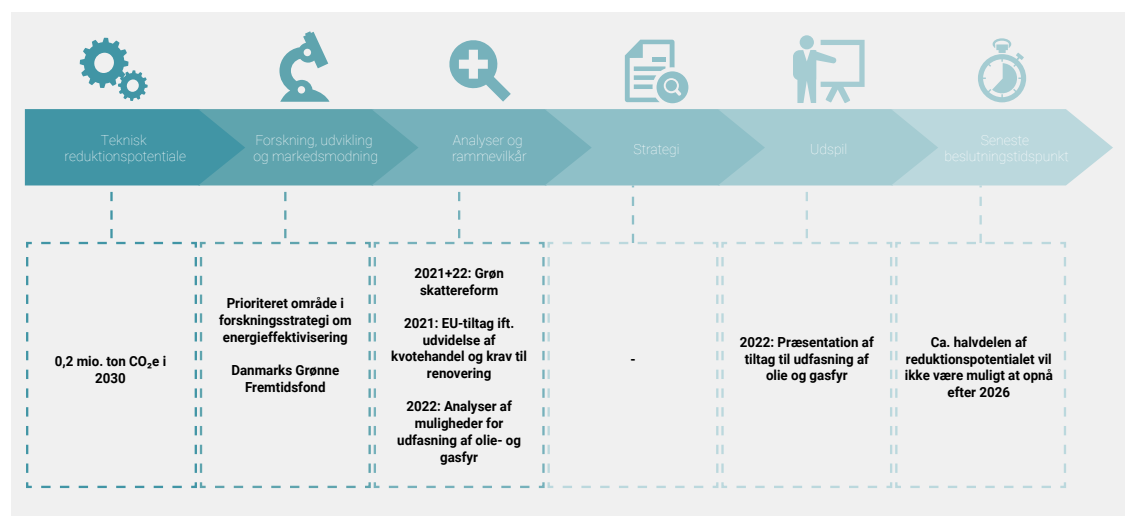 Teknisk
reduktionspotentiale
Forskning, udvikling
og markedsmodning
Analyser og
rammevilkår
Strategi
Udspil
Seneste
beslutningstidspunkt
0,2 mio. ton CO₂e i
2030
Prioriteret område i
forskningsstrategi om
energieffektivisering
Danmarks Grønne
Fremtidsfond
2021+22: Grøn
skattereform
2021: EU-tiltag ift.
udvidelse af
kvotehandel og krav til
renovering
2022: Analyser af
muligheder for
udfasning af olie- og
gasfyr
-
2022: Præsentation af
tiltag til udfasning af
olie og gasfyr
Ca. halvdelen af
reduktionspotentialet vil
ikke være muligt at opnå
efter 2026